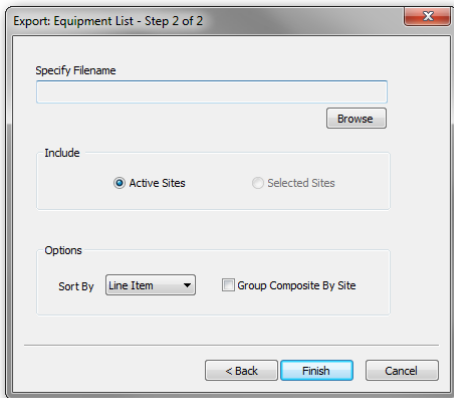 Export: Equipment List - Step 2 of 2
Specify Filename
Browse
Include
Active Sites Selected Sites
Options
Sort By Line Item Group Composite By Site
< Back Finish Cancel